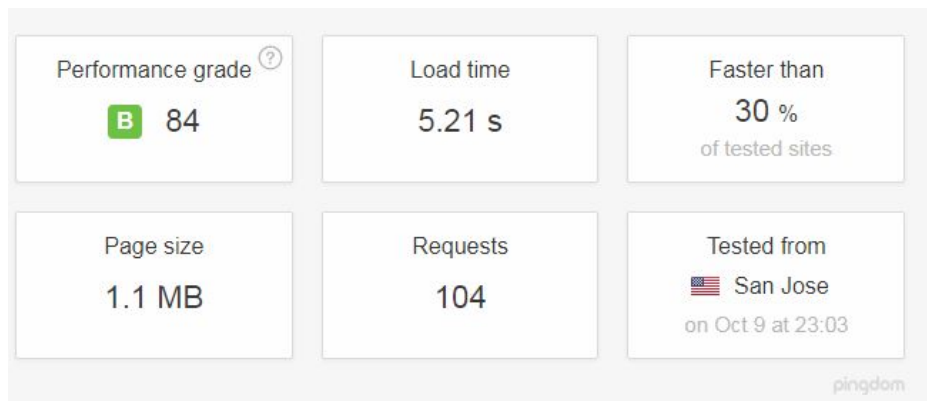 Performance grade ?
B 84
Load time
5.21 s
Faster than
30 %
of tested sites
Page size
1.1 MB
Requests
104
Tested from
San Jose
on Oct 9 at 23:03
pingdom